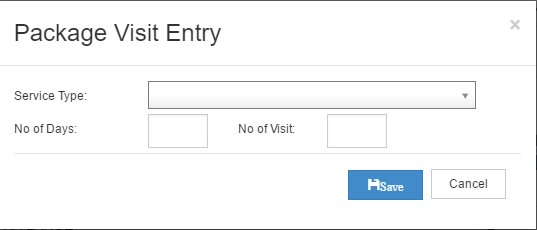 Package Visit Entry ×
Service Type:
No of Days: No of Visit:
Save Cancel